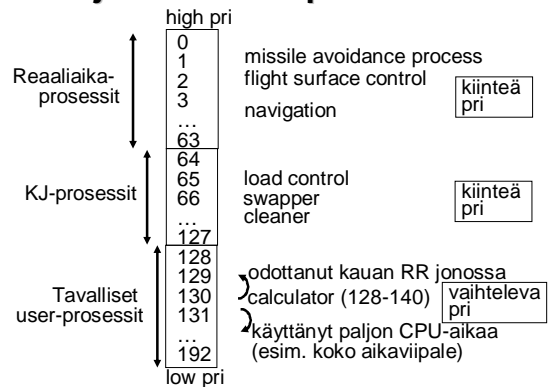 high pri
0
1
2
3
...
63
64
65
66
...
127
128
129
130
131
...
192
low pri
Reaaliaika-
prosessit
missile avoidance process
flight surface control
navigation
kiinteä
pri
KJ-prosessit
load control
swapper
cleaner
kiinteä
pri
Tavalliset
user-prosessit
odottanut kauan RR jonossa
calculator (128-140)
vaihteleva
pri
käyttänyt paljon CPU-aikaa
(esim. koko aikaviipale)